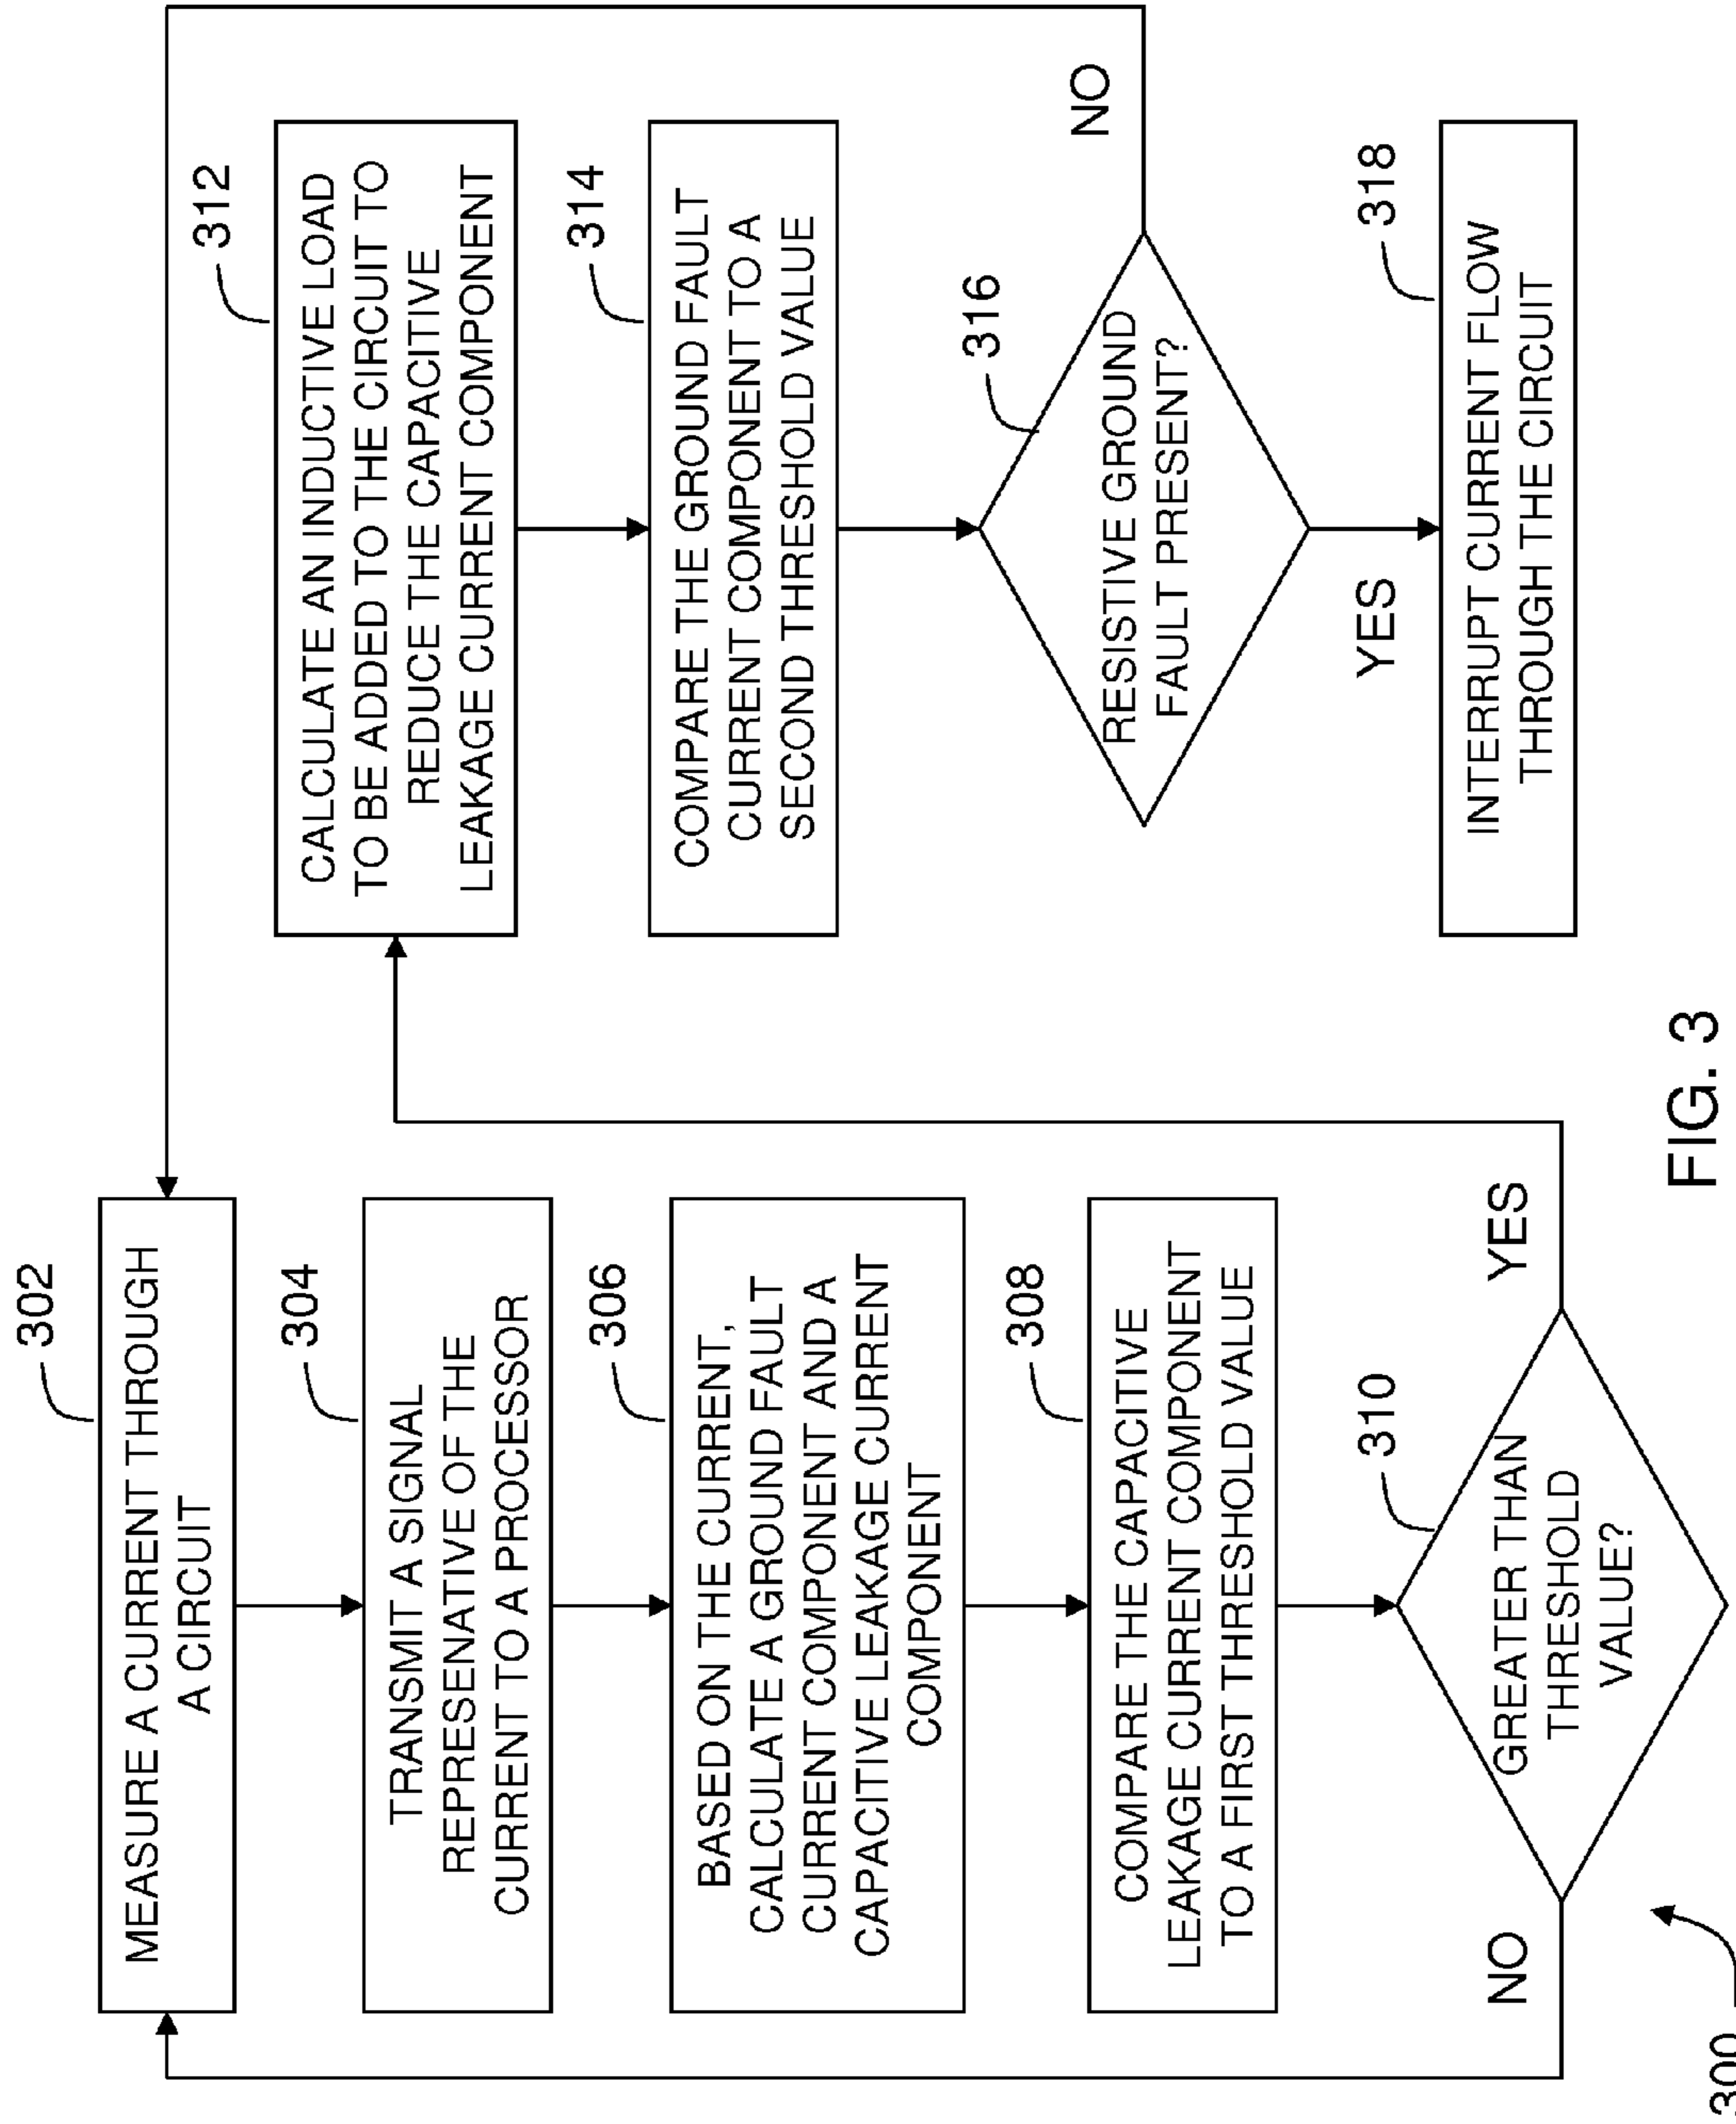 302
MEASURE A CURRENT THROUGH
A CIRCUIT
304
TRANSMIT A SIGNAL
REPRESENATIVE OF THE
CURRENT TO A PROCESSOR
306
BASED ON THE CURRENT,
CALCULATE A GROUND FAULT
CURRENT COMPONENT AND A
CAPACITIVE LEAKAGE CURRENT
COMPONENT
308
COMPARE THE CAPACITIVE
LEAKAGE CURRENT COMPONENT
TO A FIRST THRESHOLD VALUE
310
GREATER THAN
THRESHOLD
VALUE?
NO
YES
300
312
CALCULATE AN INDUCTIVE LOAD
TO BE ADDED TO THE CIRCUIT TO
REDUCE THE CAPACITIVE
LEAKAGE CURRENT COMPONENT
314
COMPARE THE GROUND FAULT
CURRENT COMPONENT TO A
SECOND THRESHOLD VALUE
316
RESISTIVE GROUND
FAULT PRESENT?
NO
YES
318
INTERRUPT CURRENT FLOW
THROUGH THE CIRCUIT
FIG. 3